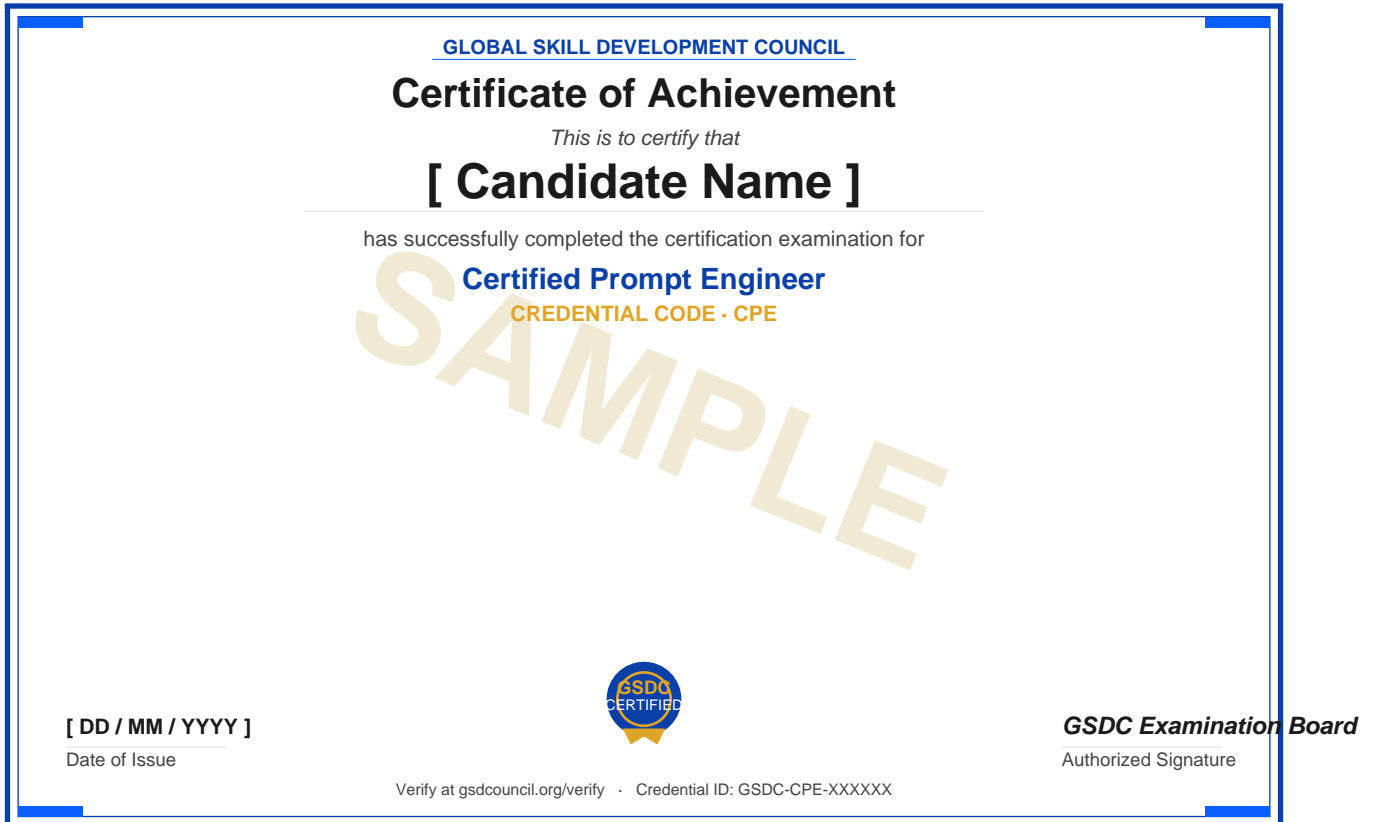 GLOBAL SKILL DEVELOPMENT COUNCIL
Certificate of Achievement
This is to certify that
[ Candidate Name ]
has successfully completed the certification examination for
Certified Prompt Engineer
CREDENTIAL CODE · CPE
SAMPLE
GSDC
CERTIFIED
[ DD / MM / YYYY ]
Date of Issue
GSDC Examination Board
Authorized Signature
Verify at gsdcouncil.org/verify · Credential ID: GSDC-CPE-XXXXXX